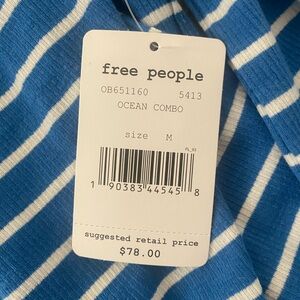 free people
OB651160 5413
OCEAN COMBO
size M
1 90383 44545 8
suggested retail price
$78.00